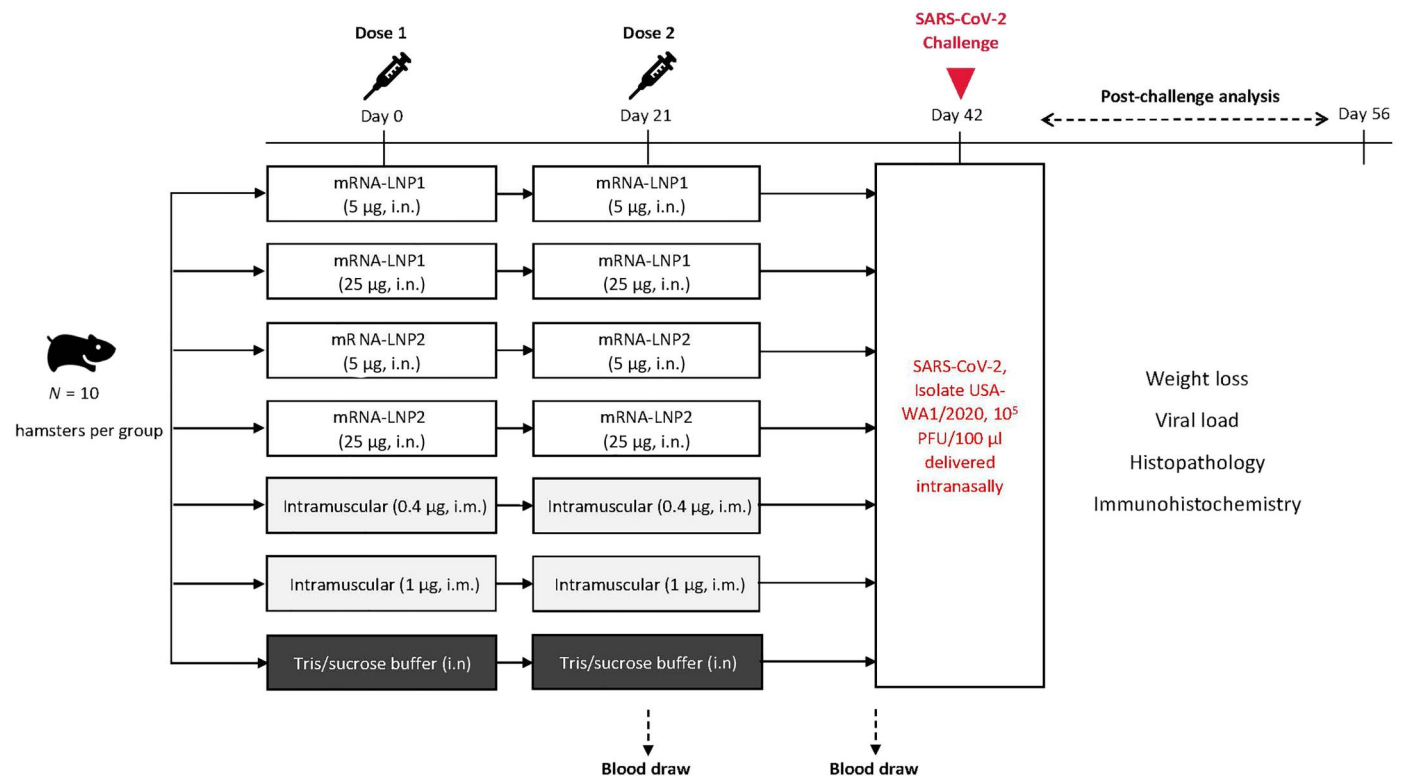 Dose 1
Dose 2
SARS-CoV-2
Challenge
Day 0
Day 21
Day 42
Post-challenge analysis
Day 56
mRNA-LNP1
(5 µg, i.n.)
mRNA-LNP1
(5 µg, i.n.)
mRNA-LNP1
(25 µg, i.n.)
mRNA-LNP1
(25 µg, i.n.)
mRNA-LNP2
(5 µg, i.n.)
mRNA-LNP2
(5 µg, i.n.)
mRNA-LNP2
(25 µg, i.n.)
mRNA-LNP2
(25 µg, i.n.)
Intramuscular (0.4 µg, i.m.)
Intramuscular (0.4 µg, i.m.)
Intramuscular (1 µg, i.m.)
Intramuscular (1 µg, i.m.)
Tris/sucrose buffer (i.n)
Tris/sucrose buffer (i.n)
N = 10
hamsters per group
SARS-CoV-2,
Isolate USA-
WA1/2020, 10⁵
PFU/100 µl
delivered
intranasally
Weight loss
Viral load
Histopathology
Immunohistochemistry
Blood draw
Blood draw